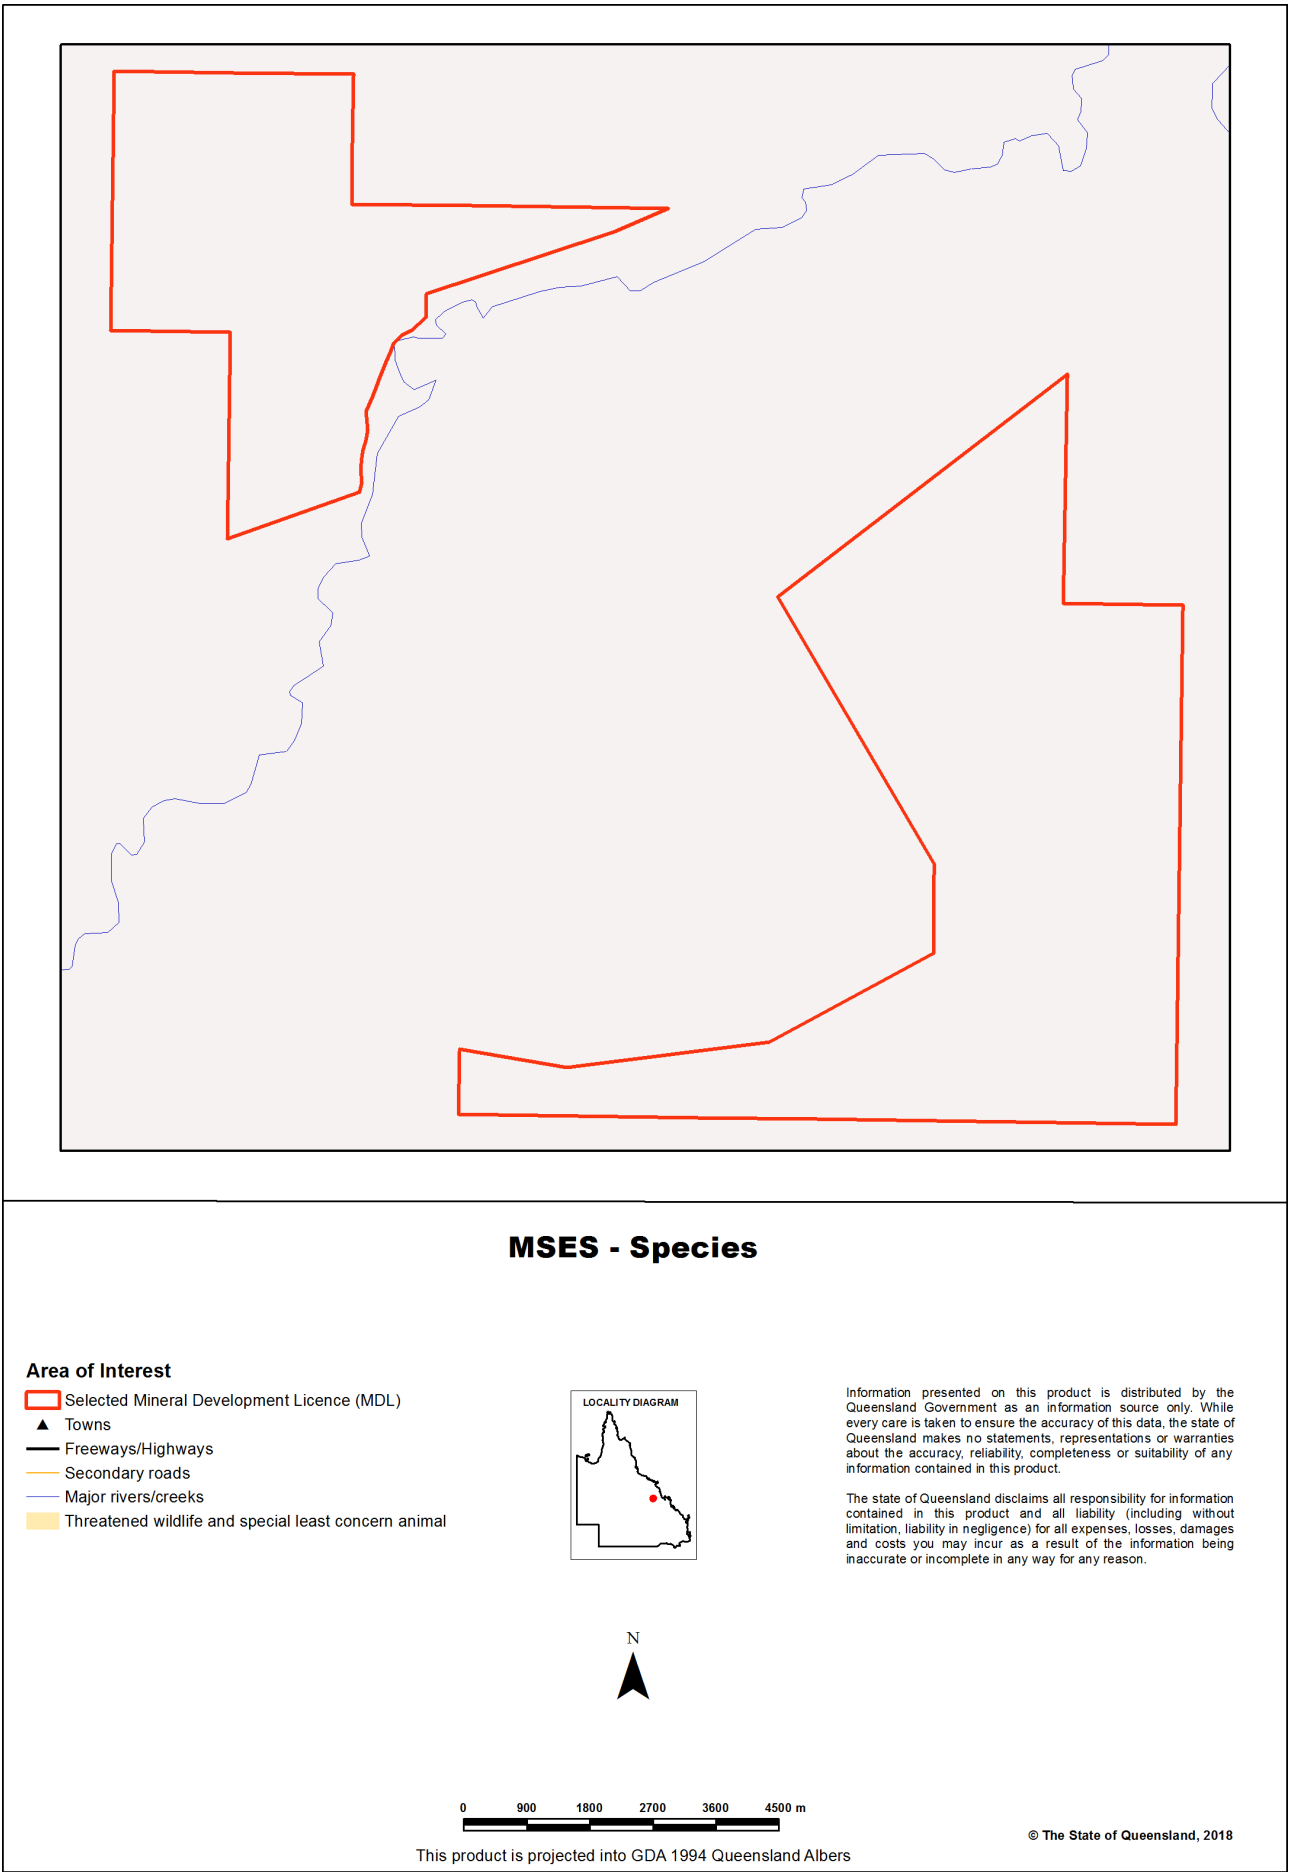 MSES - Species
Area of Interest
Selected Mineral Development Licence (MDL)
Towns
Freeways/Highways
Secondary roads
Major rivers/creeks
Threatened wildlife and special least concern animal
LOCALITY DIAGRAM
Information presented on this product is distributed by the
Queensland Government as an information source only. While
every care is taken to ensure the accuracy of this data, the state of
Queensland makes no statements, representations or warranties
about the accuracy, reliability, completeness or suitability of any
information contained in this product.
The state of Queensland disclaims all responsibility for information
contained in this product and all liability (including without
limitation, liability in negligence) for all expenses, losses, damages
and costs you may incur as a result of the information being
inaccurate or incomplete in any way for any reason.
N
0 900 1800 2700 3600 4500 m
© The State of Queensland, 2018
This product is projected into GDA 1994 Queensland Albers